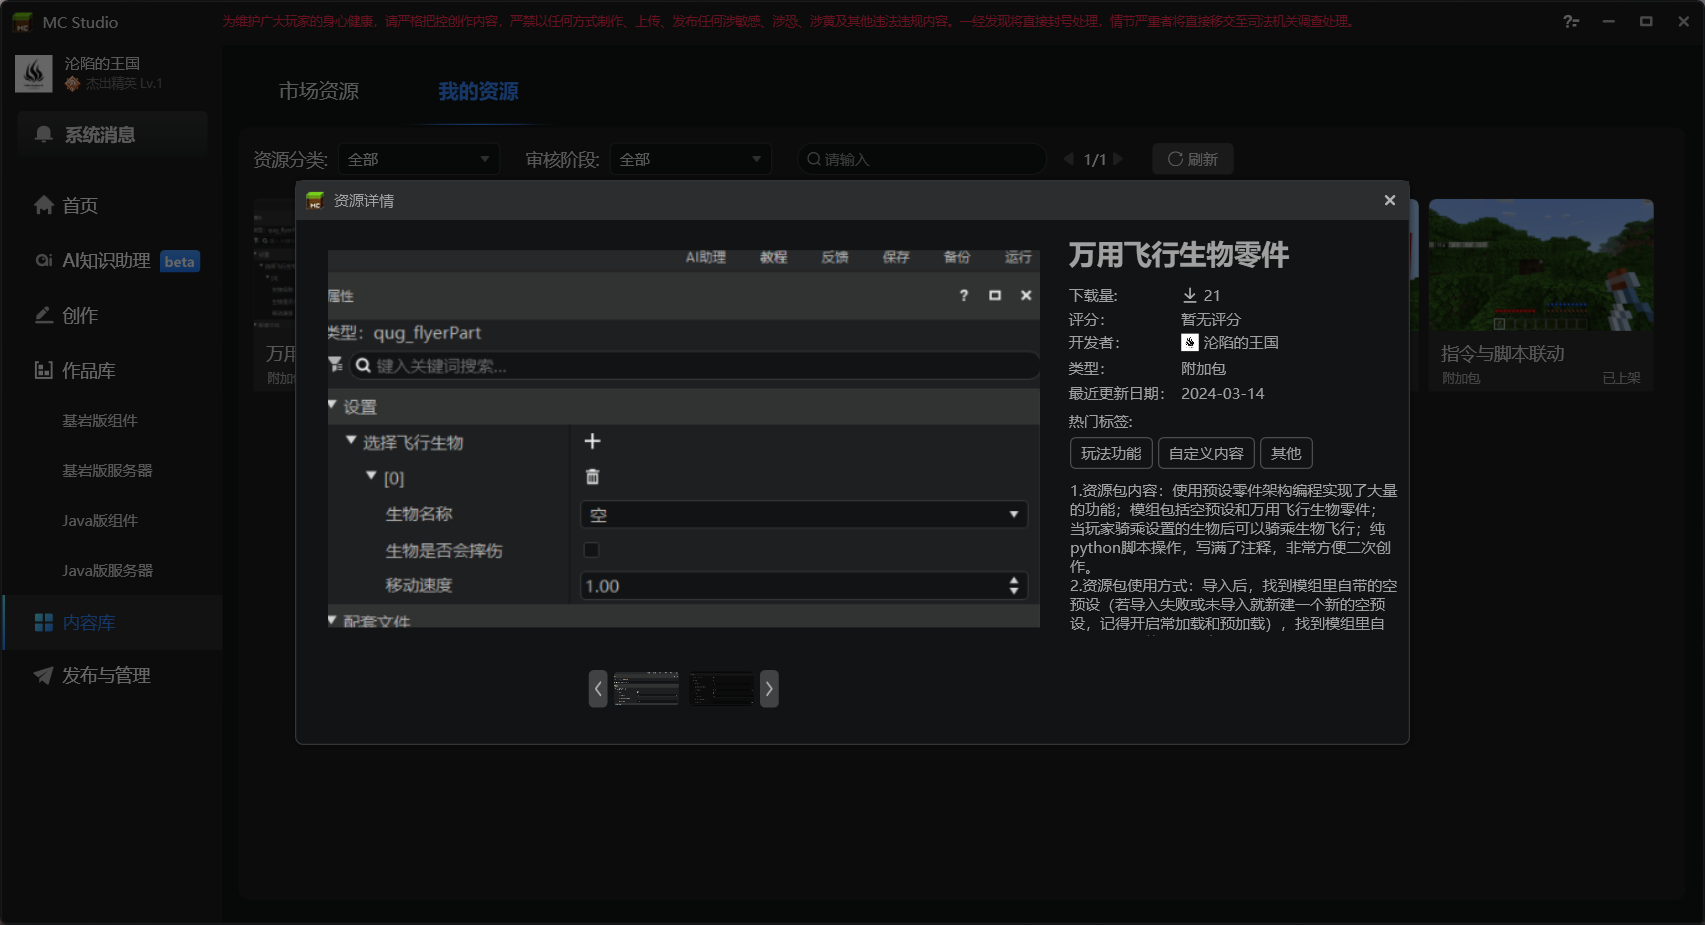 MC Studio
为维护广大玩家的身心健康，请严格把控创作内容，严禁以任何方式制作、上传、发布任何涉敏感、涉恐、涉黄及其他违法违规内容。一经发现将直接封号处理，情节严重者将直接移交至司法机关调查处理。
沦陷的王国
杰出精英 Lv.1
系统消息
首页
AI知识助理 beta
创作
作品库
基岩版组件
基岩版服务器
Java版组件
Java版服务器
内容库
发布与管理
市场资源
我的资源
资源分类: 全部
审核阶段: 全部
请输入
1/1
刷新
万用
附加
指令与脚本联动
附加包
已上架
资源详情
AI助理 教程 反馈 保存 备份 运行
属性
类型：qug_flyerPart
键入关键词搜索...
设置
选择飞行生物
[0]
生物名称 空
生物是否会摔伤
移动速度 1.00
配套文件
万用飞行生物零件
下载量: 21
评分: 暂无评分
开发者: 沦陷的王国
类型: 附加包
最近更新日期: 2024-03-14
热门标签:
玩法功能 自定义内容 其他
1.资源包内容：使用预设零件架构编程实现了大量
的功能；模组包括空预设和万用飞行生物零件；
当玩家骑乘设置的生物后可以骑乘生物飞行；纯
python脚本操作，写满了注释，非常方便二次创
作。
2.资源包使用方式：导入后，找到模组里自带的空
预设（若导入失败或未导入就新建一个新的空预
设，记得开启常加载和预加载），找到模组里自